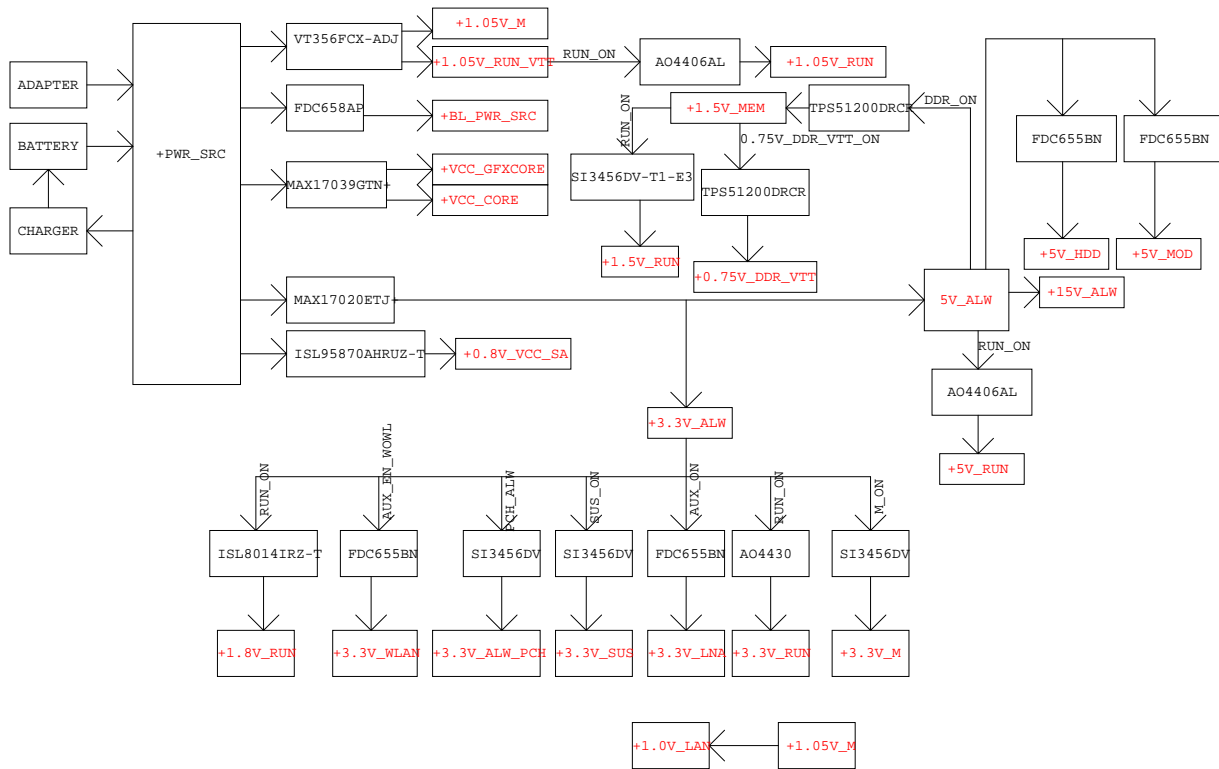 +1.05V_M
VT356FCX-ADJ
+1.05V_RUN_VTT
RUN_ON
AO4406AL
+1.05V_RUN
ADAPTER
FDC658AP
+BL_PWR_SRC
RUN_ON
+1.5V_MEM
TPS51200DRCR
DDR_ON
BATTERY
+PWR_SRC
0.75V_DDR_VTT_ON
FDC655BN
FDC655BN
+VCC_GFXCORE
MAX17039GTN+
+VCC_CORE
SI3456DV-T1-E3
TPS51200DRCR
CHARGER
+1.5V_RUN
+0.75V_DDR_VTT
+5V_HDD
+5V_MOD
MAX17020ETJ+
5V_ALW
+15V_ALW
ISL95870AHRUZ-T
+0.8V_VCC_SA
RUN_ON
AO4406AL
+3.3V_ALW
+5V_RUN
RUN_ON
AUX_EN_WOWL
PCH_ALW
SUS_ON
AUX_ON
RUN_ON
M_ON
ISL8014IRZ-T
FDC655BN
SI3456DV
SI3456DV
FDC655BN
AO4430
SI3456DV
+1.8V_RUN
+3.3V_WLAN
+3.3V_ALW_PCH
+3.3V_SUS
+3.3V_LNA
+3.3V_RUN
+3.3V_M
+1.0V_LAN
+1.05V_M